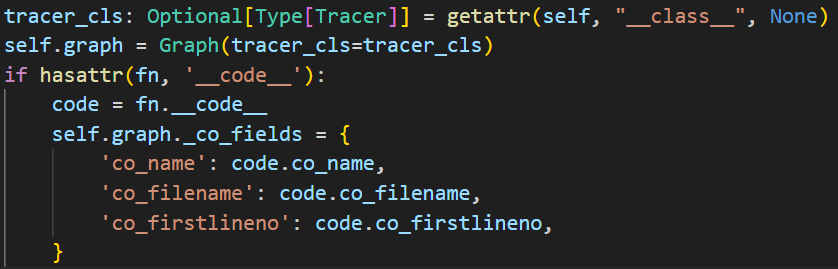 tracer_cls: Optional[Type[Tracer]] = getattr(self, "__class__", None)
self.graph = Graph(tracer_cls=tracer_cls)
if hasattr(fn, '__code__'):
    code = fn.__code__
    self.graph._co_fields = {
        'co_name': code.co_name,
        'co_filename': code.co_filename,
        'co_firstlineno': code.co_firstlineno,
    }